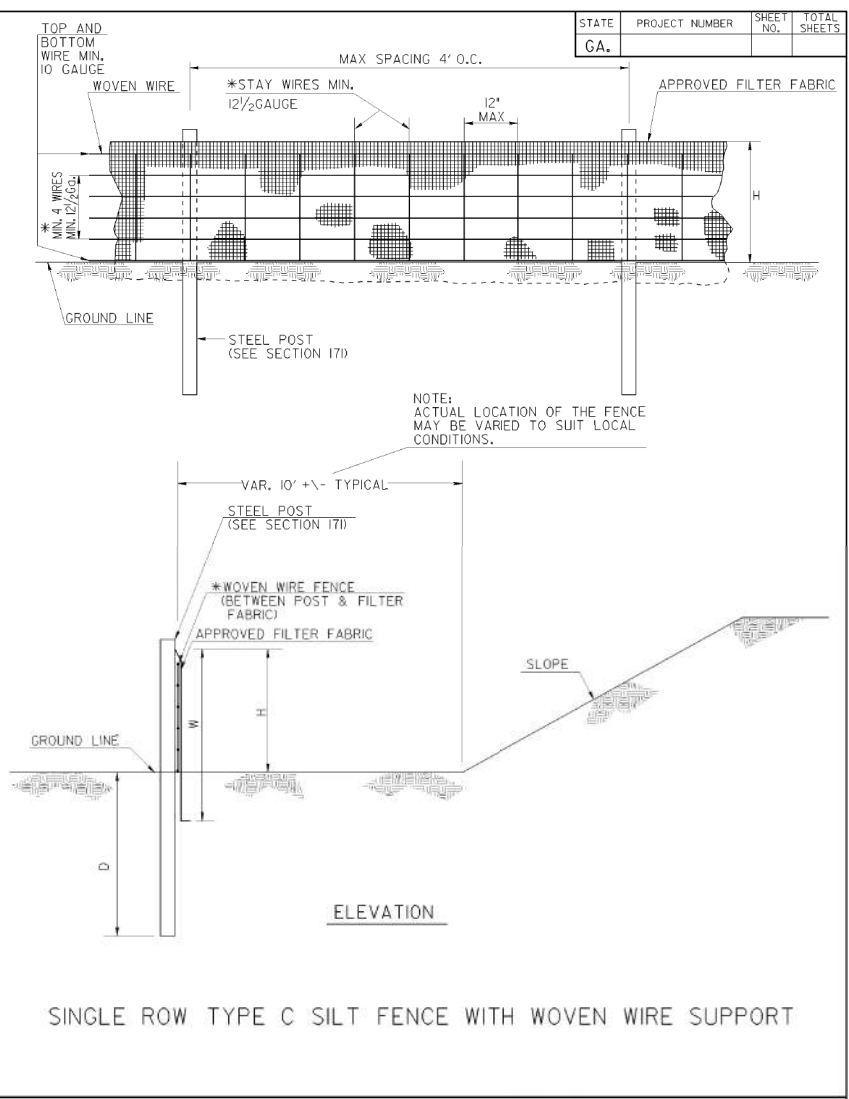 STATE PROJECT NUMBER SHEET NO. TOTAL SHEETS
GA.
TOP AND
BOTTOM
WIRE MIN.
10 GAUGE
WOVEN WIRE
MAX SPACING 4' O.C.
*STAY WIRES MIN.
12 1/2 GAUGE
12"
MAX
APPROVED FILTER FABRIC
* MIN. 4 WIRES
MIN. 12 1/2 Ga.
H
GROUND LINE
STEEL POST
(SEE SECTION 171)
NOTE:
ACTUAL LOCATION OF THE FENCE
MAY BE VARIED TO SUIT LOCAL
CONDITIONS.
VAR. 10' +\- TYPICAL
STEEL POST
(SEE SECTION 171)
*WOVEN WIRE FENCE
(BETWEEN POST & FILTER
FABRIC)
APPROVED FILTER FABRIC
SLOPE
W
H
GROUND LINE
D
ELEVATION
SINGLE ROW TYPE C SILT FENCE WITH WOVEN WIRE SUPPORT